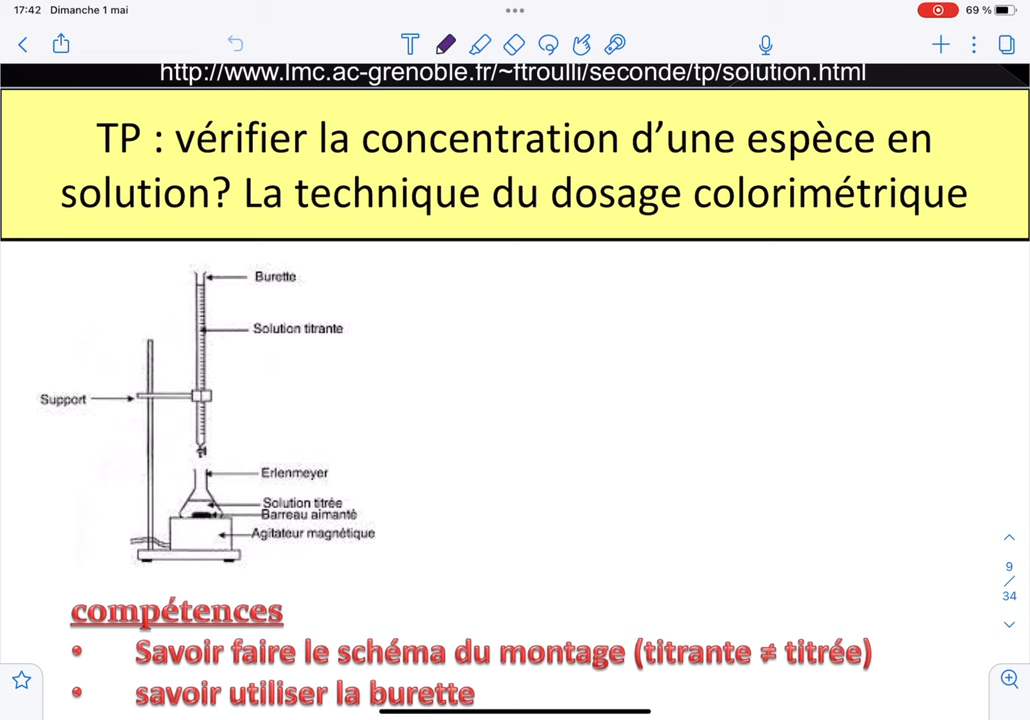 17:42 Dimanche 1 mai
69 %
http://www.lmc.ac-grenoble.fr/~ftroulli/seconde/tp/solution.html
TP : vérifier la concentration d’une espèce en
solution? La technique du dosage colorimétrique
Burette
Solution titrante
Support
Erlenmeyer
Solution titrée
Barreau aimanté
Agitateur magnétique
9
/
34
compétences
• Savoir faire le schéma du montage (titrante ≠ titrée)
• savoir utiliser la burette